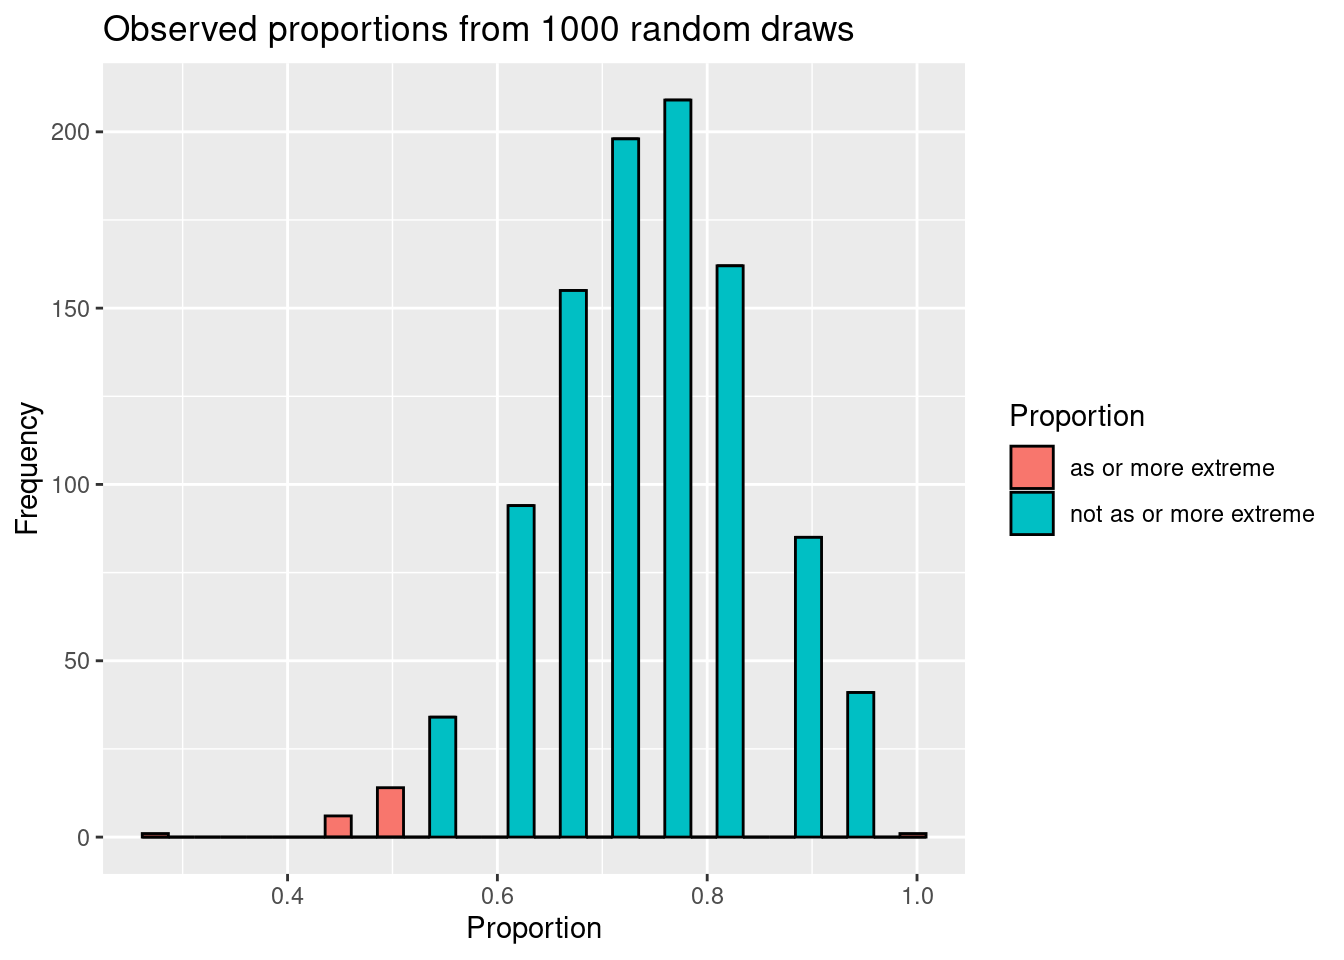 Observed proportions from 1000 random draws
200
150
100
50
0
Frequency
0.4 0.6 0.8 1.0
Proportion
Proportion
as or more extreme
not as or more extreme